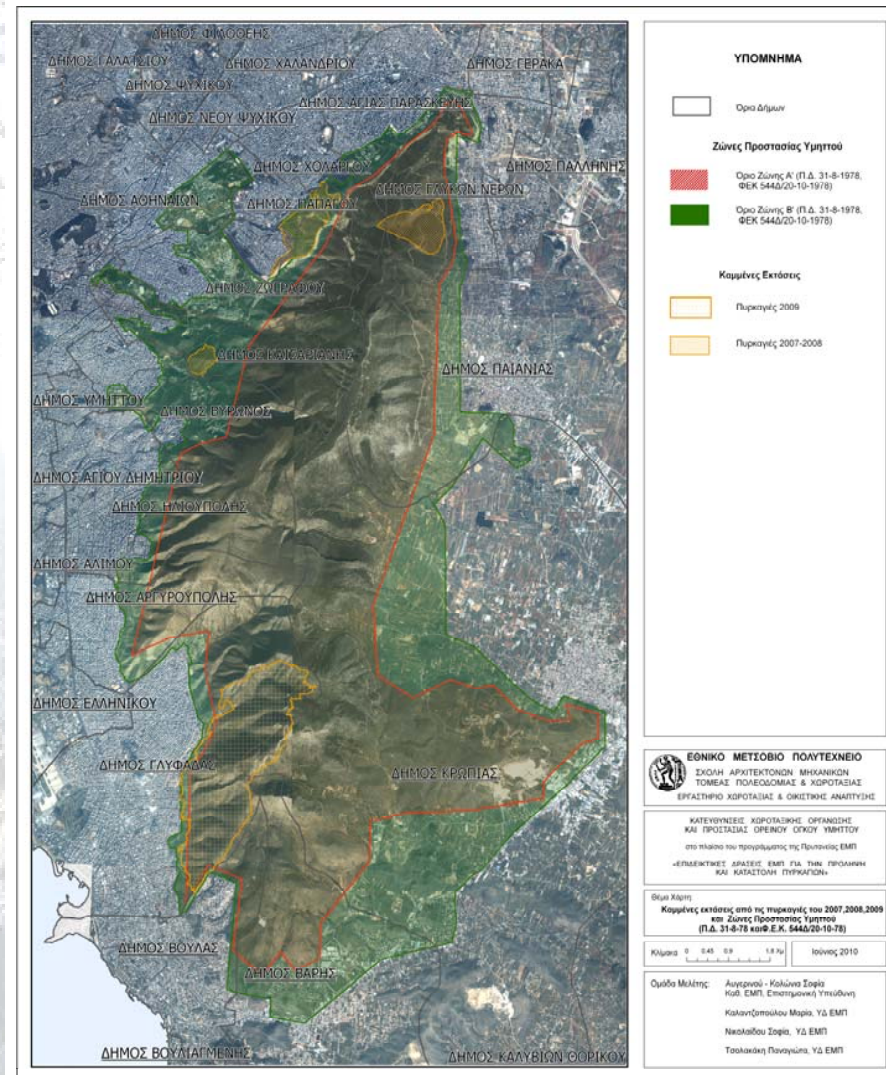 ΔΗΜΟΣ ΦΙΛΟΘΕΗΣ
ΔΗΜΟΣ ΓΑΛΑΤΣΙΟΥ
ΔΗΜΟΣ ΧΑΛΑΝΔΡΙΟΥ
ΔΗΜΟΣ ΓΕΡΑΚΑ
ΔΗΜΟΣ ΨΥΧΙΚΟΥ
ΔΗΜΟΣ ΑΓΙΑΣ ΠΑΡΑΣΚΕΥΗΣ
ΔΗΜΟΣ ΝΕΟΥ ΨΥΧΙΚΟΥ
ΔΗΜΟΣ ΧΟΛΑΡΓΟΥ
ΔΗΜΟΣ ΠΑΛΛΗΝΗΣ
ΔΗΜΟΣ ΓΛΥΚΩΝ ΝΕΡΩΝ
ΔΗΜΟΣ ΑΘΗΝΑΙΩΝ
ΔΗΜΟΣ ΠΑΠΑΓΟΥ
ΔΗΜΟΣ ΖΩΓΡΑΦΟΥ
ΔΗΜΟΣ ΚΑΙΣΑΡΙΑΝΗΣ
ΔΗΜΟΣ ΠΑΙΑΝΙΑΣ
ΔΗΜΟΣ ΥΜΗΤΤΟΥ
ΔΗΜΟΣ ΒΥΡΩΝΟΣ
ΔΗΜΟΣ ΑΓΙΟΥ ΔΗΜΗΤΡΙΟΥ
ΔΗΜΟΣ ΗΛΙΟΥΠΟΛΗΣ
ΔΗΜΟΣ ΑΛΙΜΟΥ
ΔΗΜΟΣ ΑΡΓΥΡΟΥΠΟΛΗΣ
ΔΗΜΟΣ ΕΛΛΗΝΙΚΟΥ
ΔΗΜΟΣ ΓΛΥΦΑΔΑΣ
ΔΗΜΟΣ ΚΡΩΠΙΑΣ
ΔΗΜΟΣ ΒΟΥΛΑΣ
ΔΗΜΟΣ ΒΑΡΗΣ
ΔΗΜΟΣ ΒΟΥΛΙΑΓΜΕΝΗΣ
ΔΗΜΟΣ ΚΑΛΥΒΙΩΝ ΘΟΡΙΚΟΥ
ΥΠΟΜΝΗΜΑ
Όρια Δήμων
Ζώνες Προστασίας Υμηττού
Όριο Ζώνης Α' (Π.Δ. 31-8-1978,
ΦΕΚ 544Δ/20-10-1978)
Όριο Ζώνης Β' (Π.Δ. 31-8-1978,
ΦΕΚ 544Δ/20-10-1978)
Καμμένες Εκτάσεις
Πυρκαγιές 2009
Πυρκαγιές 2007-2008
ΕΘΝΙΚΟ ΜΕΤΣΟΒΙΟ ΠΟΛΥΤΕΧΝΕΙΟ
ΣΧΟΛΗ ΑΡΧΙΤΕΚΤΟΝΩΝ ΜΗΧΑΝΙΚΩΝ
ΤΟΜΕΑΣ ΠΟΛΕΟΔΟΜΙΑΣ & ΧΩΡΟΤΑΞΙΑΣ
ΕΡΓΑΣΤΗΡΙΟ ΧΩΡΟΤΑΞΙΑΣ & ΟΙΚΙΣΤΙΚΗΣ ΑΝΑΠΤΥΞΗΣ
ΚΑΤΕΥΘΥΝΣΕΙΣ ΧΩΡΟΤΑΞΙΚΗΣ ΟΡΓΑΝΩΣΗΣ
ΚΑΙ ΠΡΟΣΤΑΣΙΑΣ ΟΡΕΙΝΟΥ ΟΓΚΟΥ ΥΜΗΤΤΟΥ
στο πλαίσιο του προγράμματος της Πρυτανείας ΕΜΠ
«ΕΠΙΔΕΙΚΤΙΚΕΣ ΔΡΑΣΕΙΣ ΕΜΠ ΓΙΑ ΤΗΝ ΠΡΟΛΗΨΗ
ΚΑΙ ΚΑΤΑΣΤΟΛΗ ΠΥΡΚΑΓΙΩΝ»
Θέμα Χάρτη:
Καμμένες εκτάσεις από τις πυρκαγιές του 2007,2008,2009
και Ζώνες Προστασίας Υμηττού
(Π.Δ. 31-8-78 καιΦ.Ε.Κ. 544Δ/20-10-78)
Κλίμακα 0 0.45 0.9 1.8 Χμ
Ιούνιος 2010
Ομάδα Μελέτης: Αυγερινού - Κολώνια Σοφία
Καθ. ΕΜΠ, Επιστημονική Υπεύθυνη
Καλαντζοπούλου Μαρία, ΥΔ ΕΜΠ
Νικολαΐδου Σοφία, ΥΔ ΕΜΠ
Τσολακάκη Παναγιώτα, ΥΔ ΕΜΠ